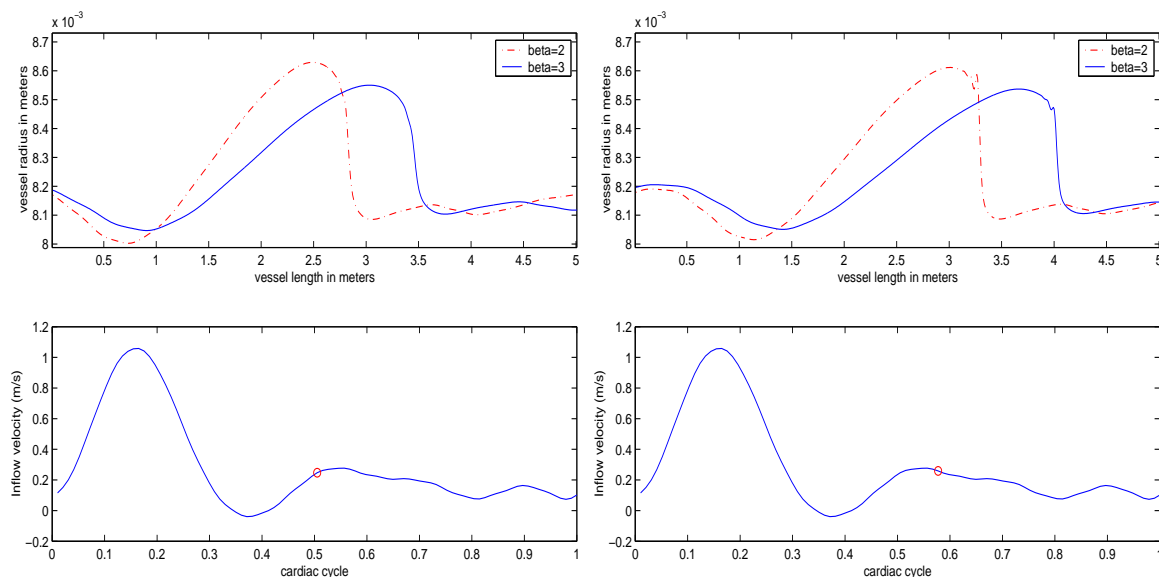 x 10⁻³
8.7
8.6
8.5
8.4
8.3
8.2
8.1
8
vessel radius in meters
beta=2
beta=3
0.5 1 1.5 2 2.5 3 3.5 4 4.5 5
vessel length in meters
x 10⁻³
8.7
8.6
8.5
8.4
8.3
8.2
8.1
8
vessel radius in meters
beta=2
beta=3
0.5 1 1.5 2 2.5 3 3.5 4 4.5 5
vessel length in meters
1.2
1
0.8
0.6
0.4
0.2
0
−0.2
Inflow velocity (m/s)
0 0.1 0.2 0.3 0.4 0.5 0.6 0.7 0.8 0.9 1
cardiac cycle
1.2
1
0.8
0.6
0.4
0.2
0
−0.2
Inflow velocity (m/s)
0 0.1 0.2 0.3 0.4 0.5 0.6 0.7 0.8 0.9 1
cardiac cycle